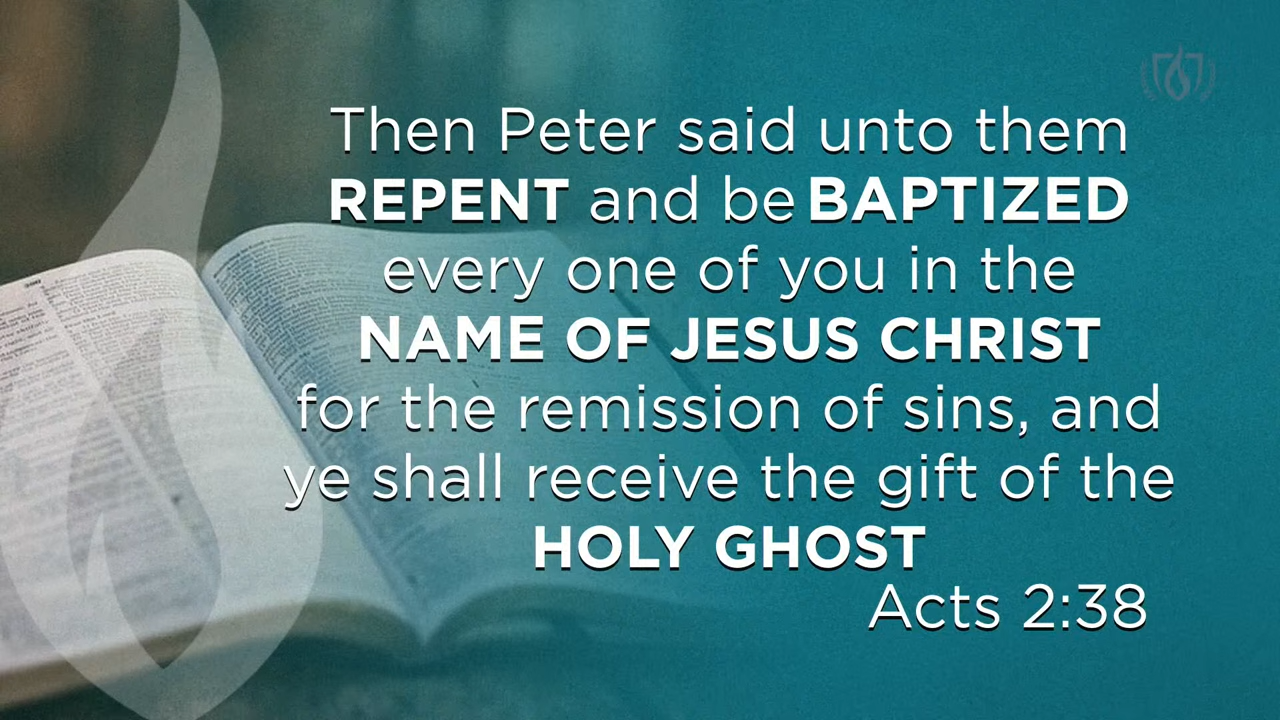 Then Peter said unto them
REPENT and be BAPTIZED
every one of you in the
NAME OF JESUS CHRIST
for the remission of sins, and
ye shall receive the gift of the
HOLY GHOST
Acts 2:38